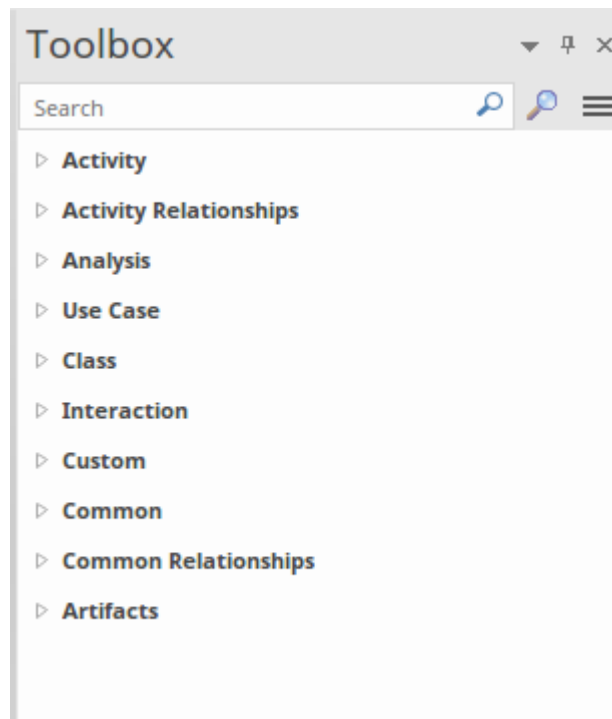 Toolbox
Search
Activity
Activity Relationships
Analysis
Use Case
Class
Interaction
Custom
Common
Common Relationships
Artifacts